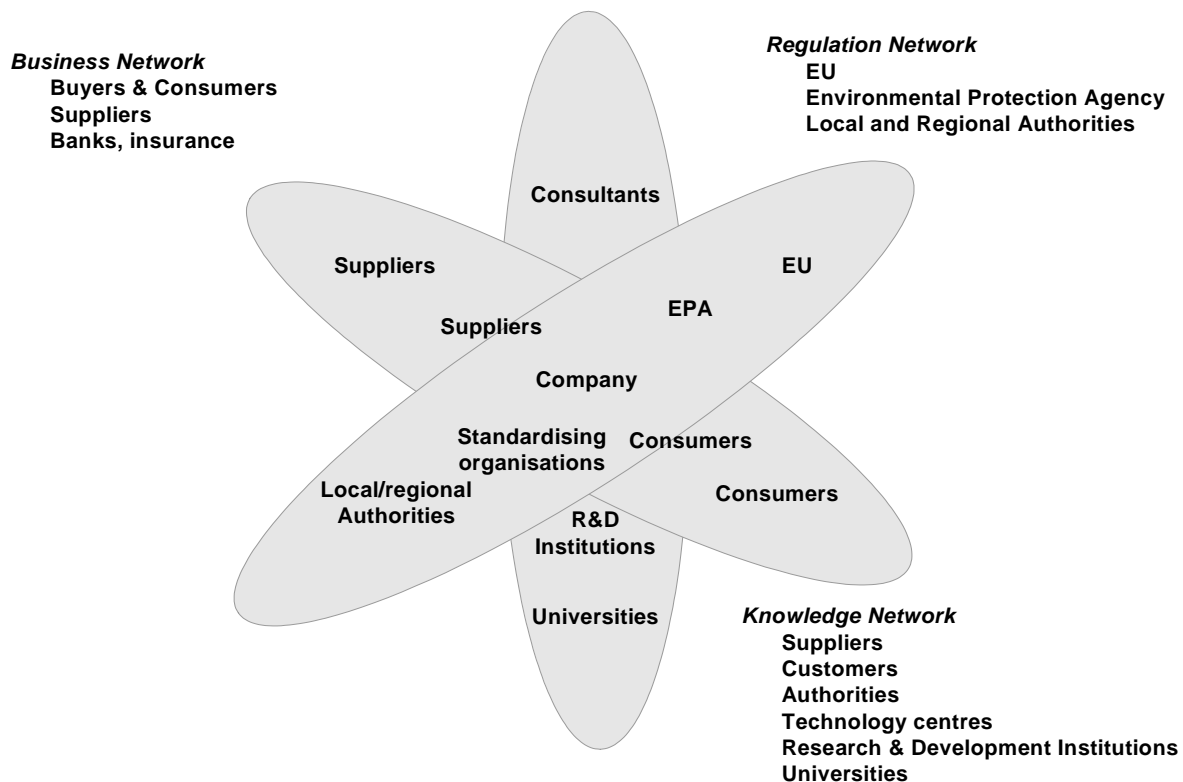 Business Network
Buyers & Consumers
Suppliers
Banks, insurance
Regulation Network
EU
Environmental Protection Agency
Local and Regional Authorities
Consultants
Suppliers
EU
EPA
Suppliers
Company
Standardising
organisations
Consumers
Local/regional
Authorities
Consumers
R&D
Institutions
Universities
Knowledge Network
Suppliers
Customers
Authorities
Technology centres
Research & Development Institutions
Universities